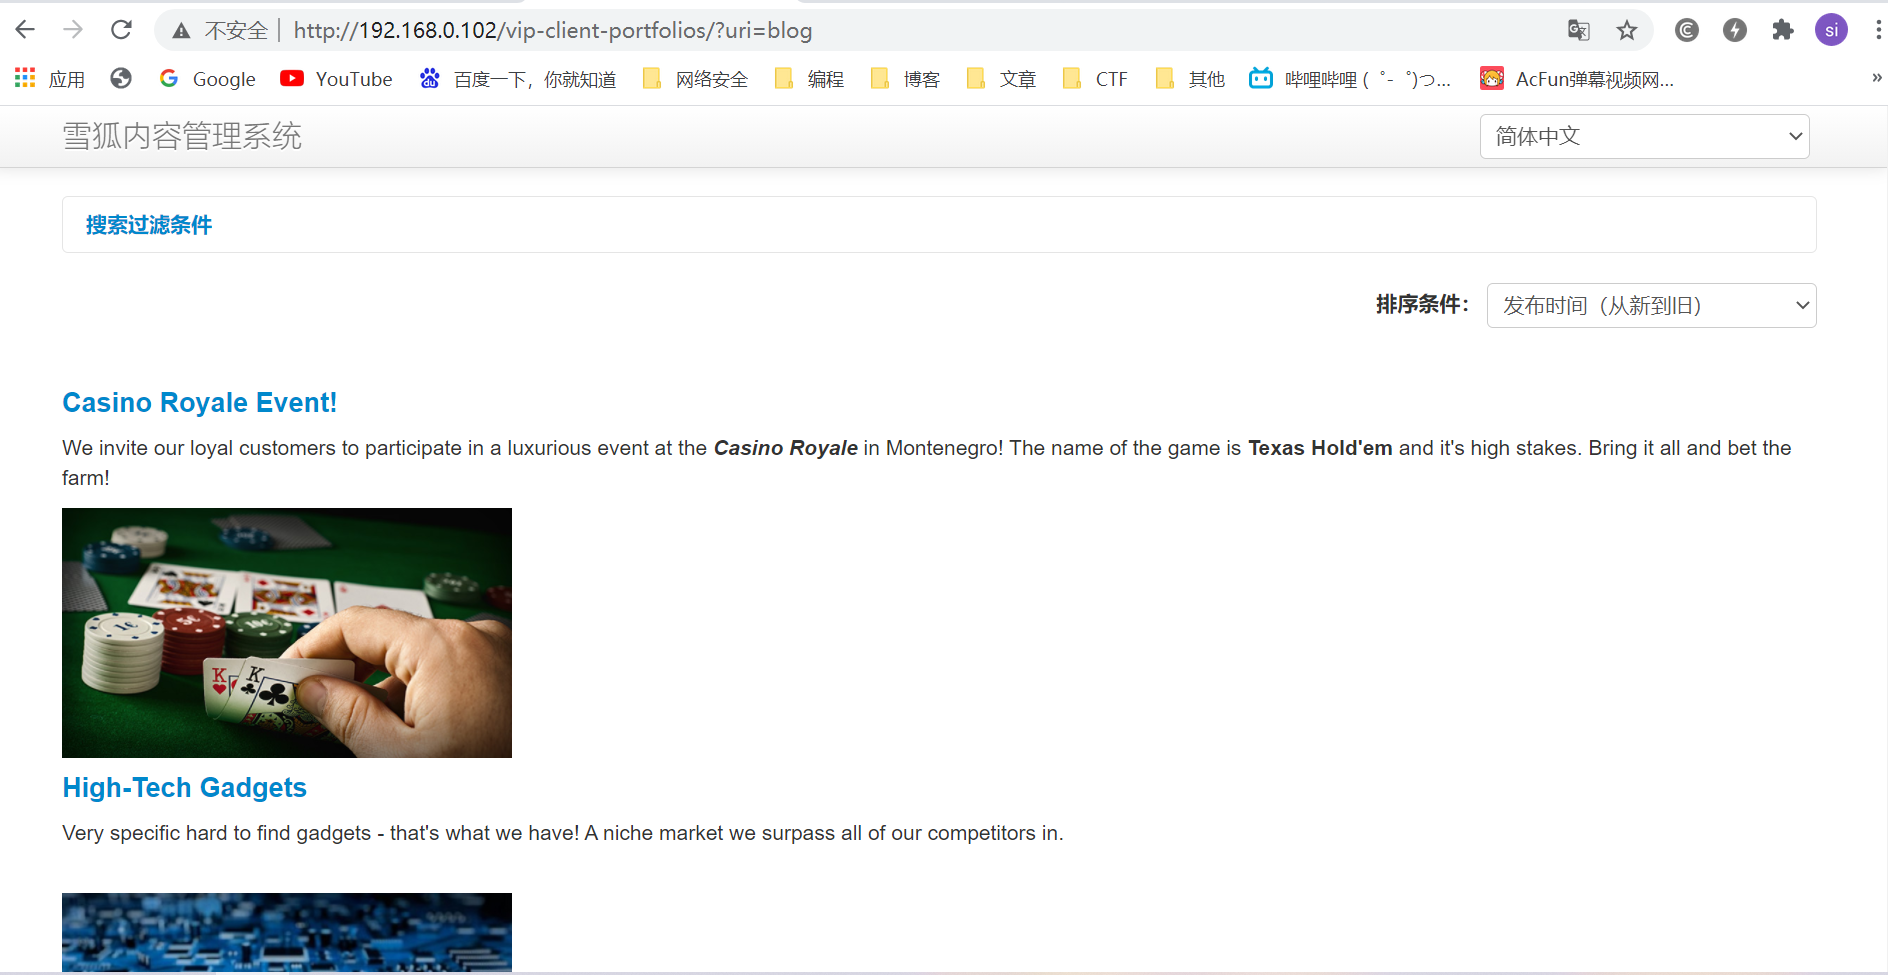 不安全 http://192.168.0.102/vip-client-portfolios/?uri=blog si
应用 Google YouTube 百度一下，你就知道 网络安全 编程 博客 文章 CTF 其他 哔哩哔哩 ( ゜- ゜)つ... AcFun弹幕视频网... »
雪狐内容管理系统 简体中文
搜索过滤条件
排序条件： 发布时间（从新到旧）
Casino Royale Event!
We invite our loyal customers to participate in a luxurious event at the Casino Royale in Montenegro! The name of the game is Texas Hold'em and it's high stakes. Bring it all and bet the
farm!
1€ 5€ 10€
K K
High-Tech Gadgets
Very specific hard to find gadgets - that's what we have! A niche market we surpass all of our competitors in.